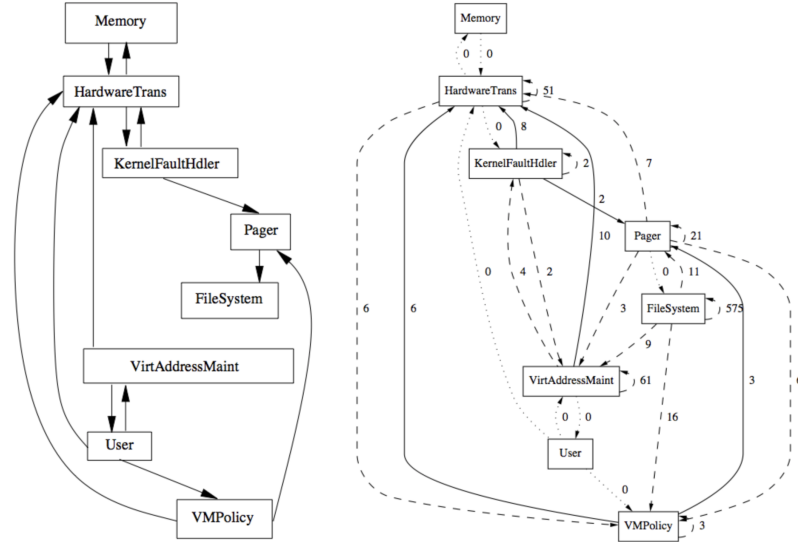 Memory
HardwareTrans
KernelFaultHdler
Pager
FileSystem
VirtAddressMaint
User
VMPolicy
Memory
0 0
HardwareTrans
51
0 8
KernelFaultHdler
2
7
2
Pager
21
10
0 4 2
0 11
6 6
3
FileSystem
575
9
VirtAddressMaint
61
3
0 0
16
User
0
VMPolicy
3